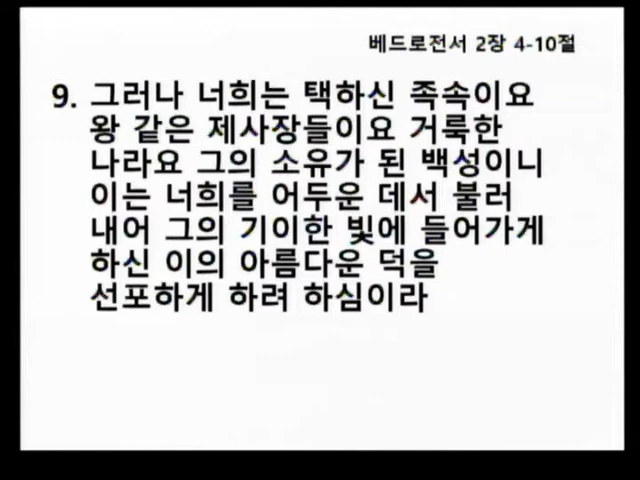 베드로전서 2장 4-10절
9. 그러나 너희는 택하신 족속이요
왕 같은 제사장들이요 거룩한
나라요 그의 소유가 된 백성이니
이는 너희를 어두운 데서 불러
내어 그의 기이한 빛에 들어가게
하신 이의 아름다운 덕을
선포하게 하려 하심이라